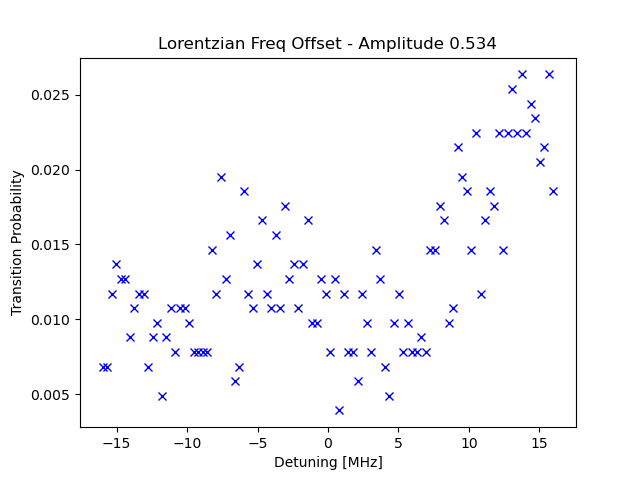 Lorentzian Freq Offset - Amplitude 0.534
0.025
0.020
0.015
0.010
0.005
Transition Probability
−15 −10 −5 0 5 10 15
Detuning [MHz]